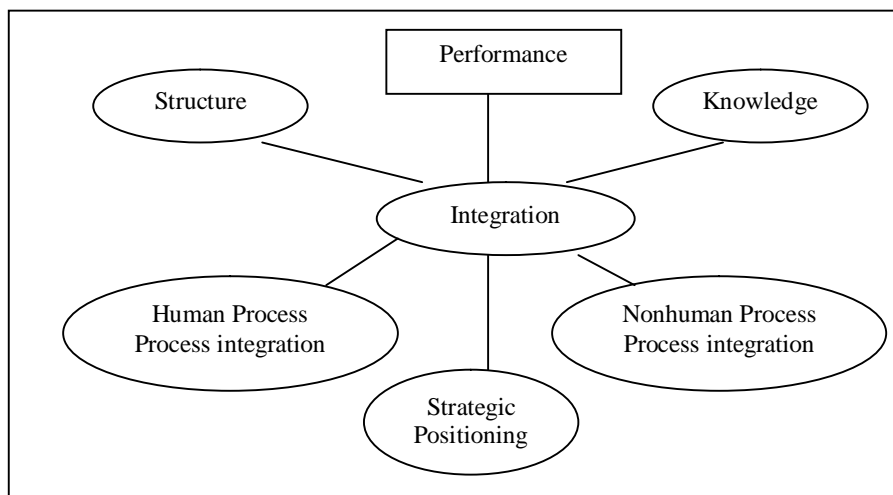 Performance
Structure
Knowledge
Integration
Human Process
Process integration
Nonhuman Process
Process integration
Strategic
Positioning